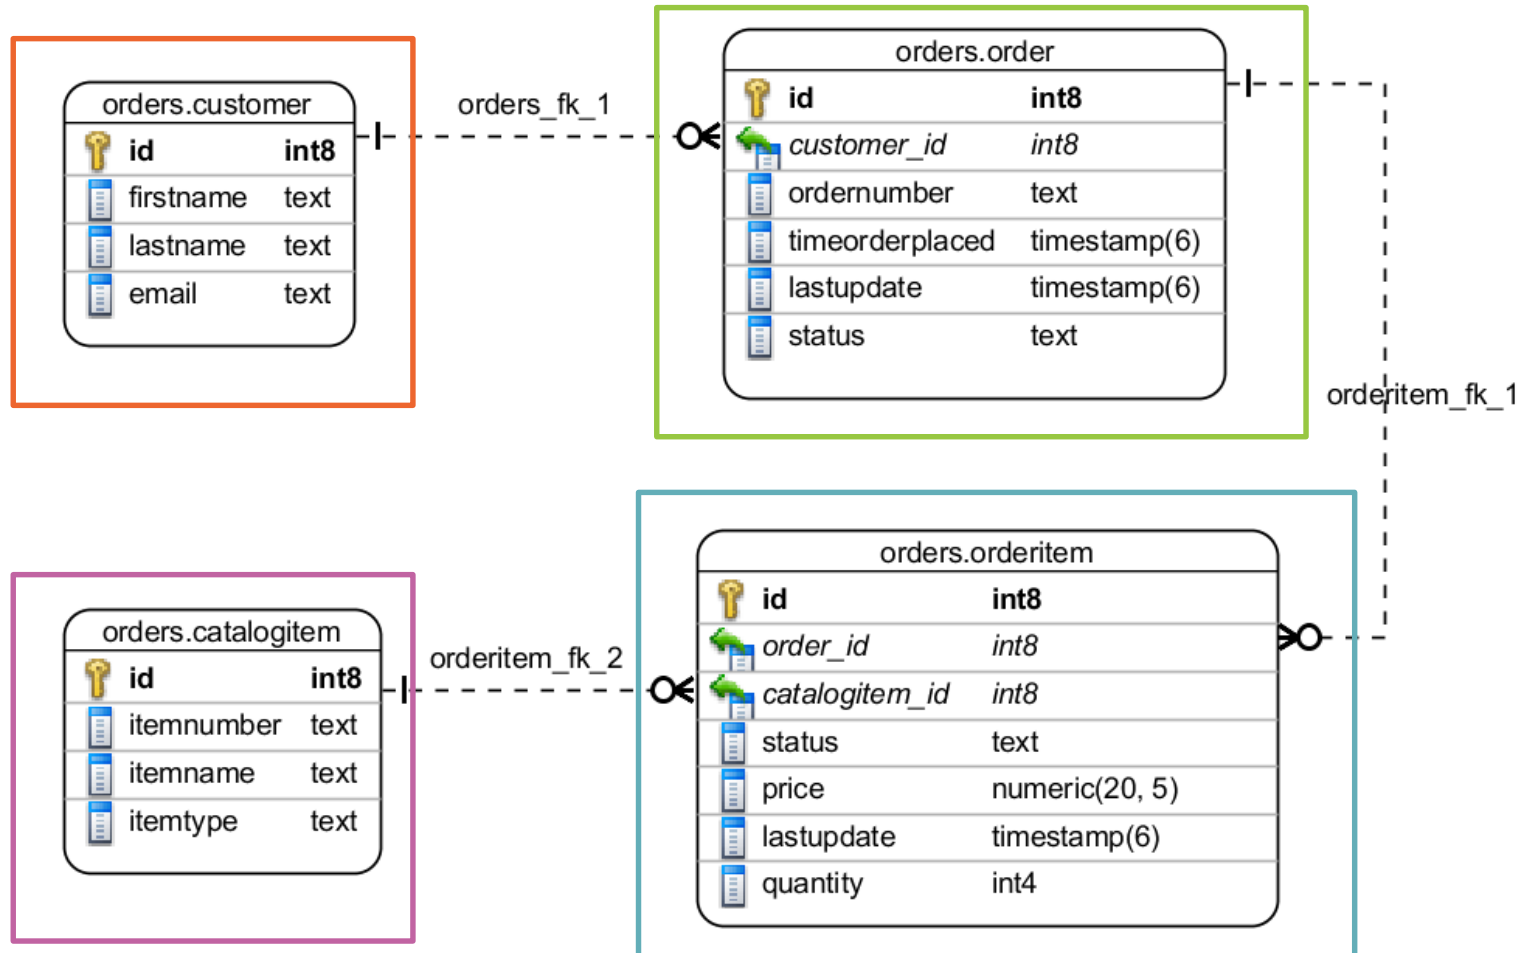 orders.customer
id int8
firstname text
lastname text
email text
orders_fk_1
orders.order
id int8
customer_id int8
ordernumber text
timeorderplaced timestamp(6)
lastupdate timestamp(6)
status text
orderitem_fk_1
orders.catalogitem
id int8
itemnumber text
itemname text
itemtype text
orderitem_fk_2
orders.orderitem
id int8
order_id int8
catalogitem_id int8
status text
price numeric(20, 5)
lastupdate timestamp(6)
quantity int4